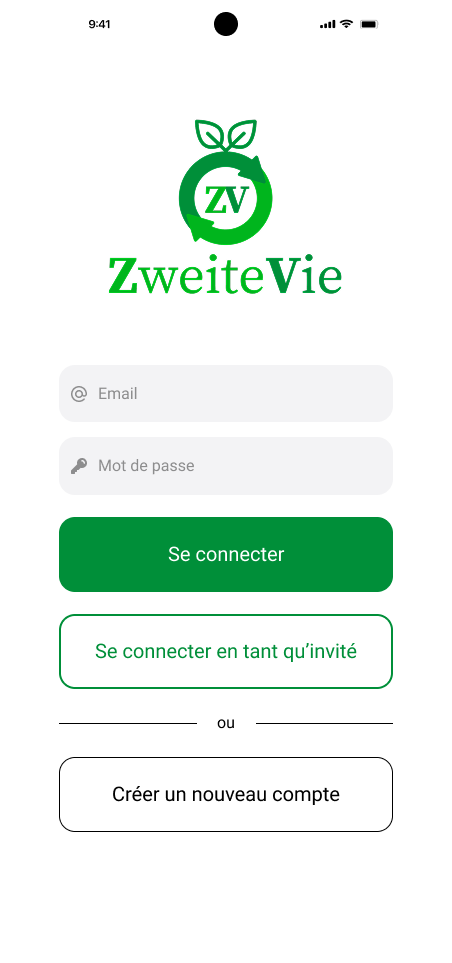 9:41
ZV
ZweiteVie
Email
Mot de passe
Se connecter
Se connecter en tant qu’invité
ou
Créer un nouveau compte